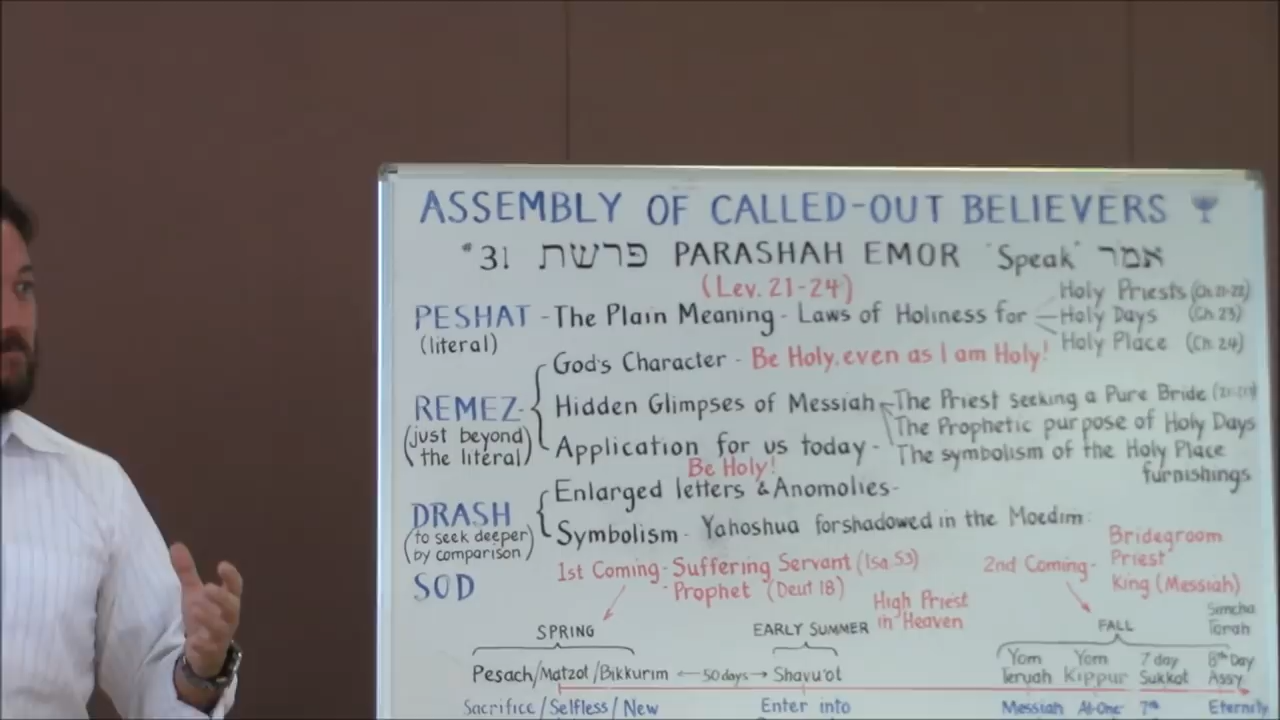 ASSEMBLY OF CALLED-OUT BELIEVERS
#31 פרשת PARASHAH EMOR "Speak" אמר
(Lev. 21-24)
PESHAT - The Plain Meaning - Laws of Holiness for
(literal)
Holy Priests (Ch. 21-22)
Holy Days (Ch. 23)
Holy Place (Ch. 24)
REMEZ -
(just beyond
the literal)
God's Character - Be Holy, even as I am Holy!
Hidden Glimpses of Messiah
The Priest seeking a Pure Bride
The Prophetic purpose of Holy Days
The symbolism of the Holy Place
furnishings
Application for us today -
Be Holy!
DRASH
(to seek deeper
by comparison)
Enlarged letters & Anomolies -
Symbolism - Yahoshua forshadowed in the Moedim:
SOD
1st Coming - Suffering Servant (Isa. 53)
- Prophet (Deut 18)
High Priest
in Heaven
2nd Coming -
Bridegroom
Priest
King (Messiah)
SPRING
EARLY SUMMER
FALL
Simcha
Torah
Pesach/Matzot/Bikkurim ← 50 days → Shavu'ot
Yom
Teruah
Yom
Kippur
7 day
Sukkot
8th Day
Assy.
Sacrifice / Selfless / New
Enter into
Messiah
At-One
7th
Eternity